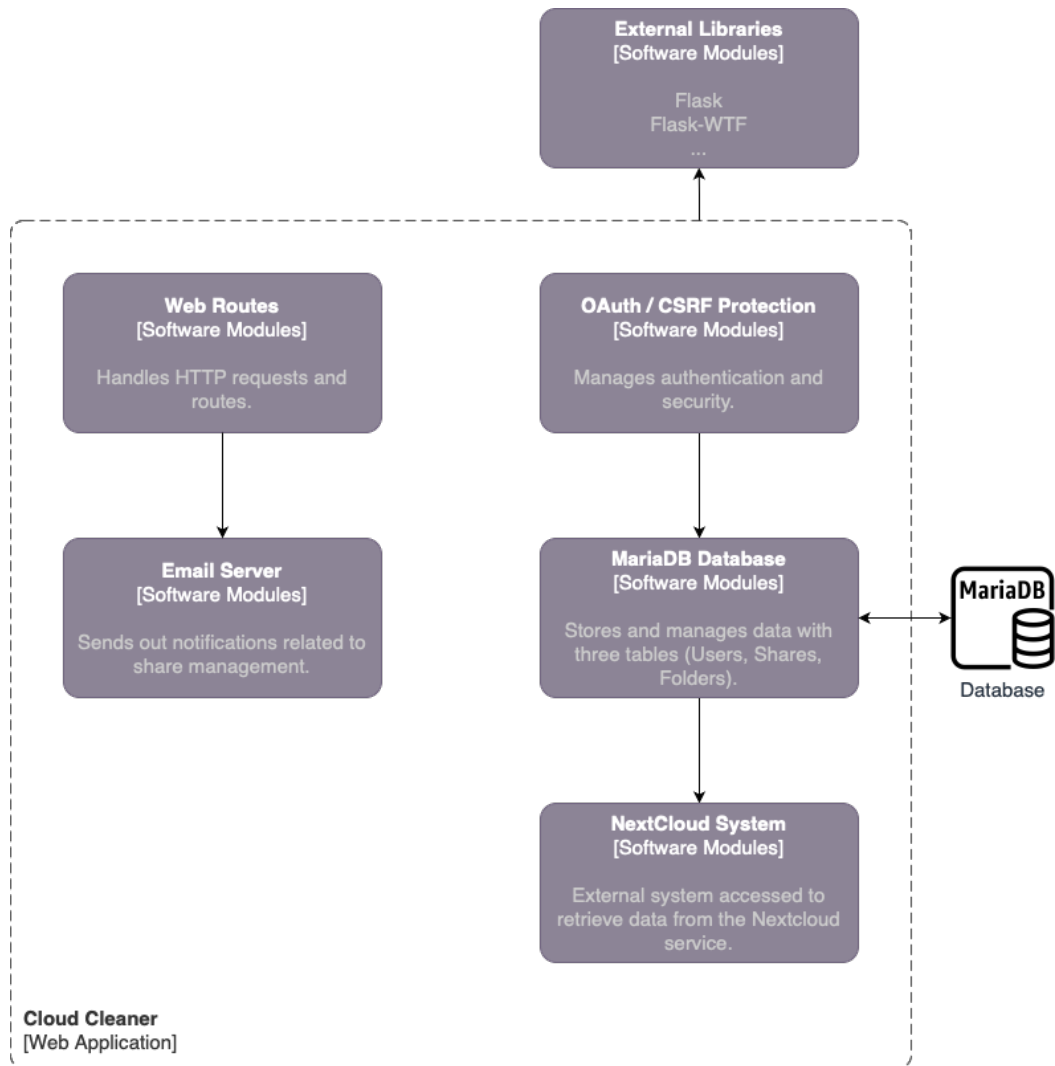 External Libraries
[Software Modules]
Flask
Flask-WTF
...
Web Routes
[Software Modules]
Handles HTTP requests and
routes.
OAuth / CSRF Protection
[Software Modules]
Manages authentication and
security.
Email Server
[Software Modules]
Sends out notifications related to
share management.
MariaDB Database
[Software Modules]
Stores and manages data with
three tables (Users, Shares,
Folders).
MariaDB
Database
NextCloud System
[Software Modules]
External system accessed to
retrieve data from the Nextcloud
service.
Cloud Cleaner
[Web Application]